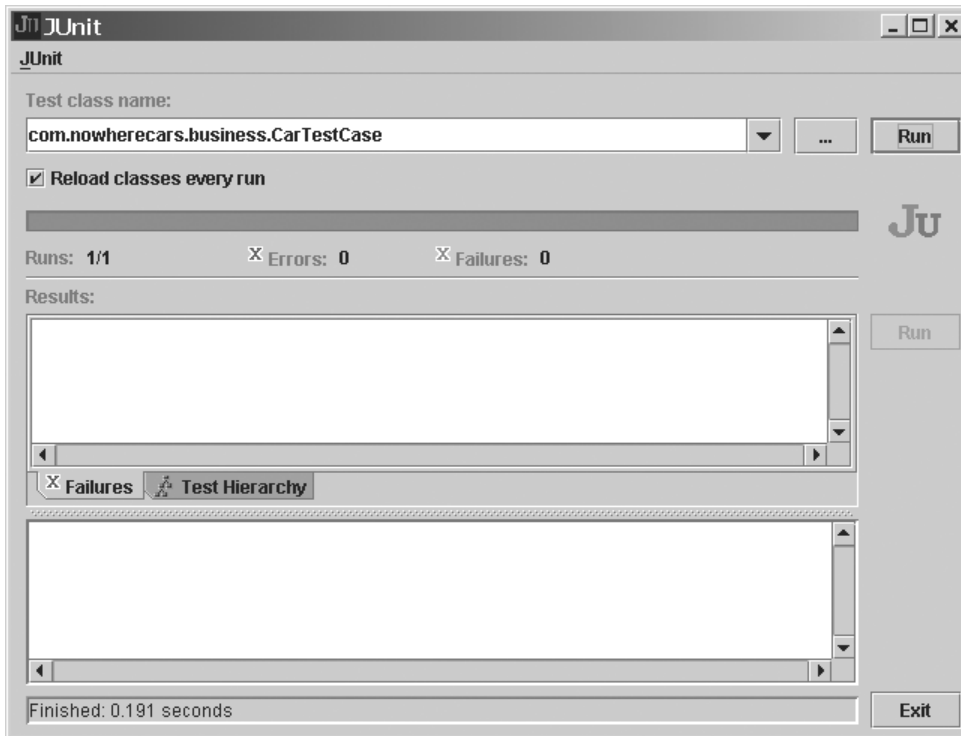 JU JUnit
JUnit
Test class name:
com.nowherecars.business.CarTestCase ... Run
Reload classes every run
JU
Runs: 1/1 X Errors: 0 X Failures: 0
Results:
Run
X Failures Test Hierarchy
Finished: 0.191 seconds Exit